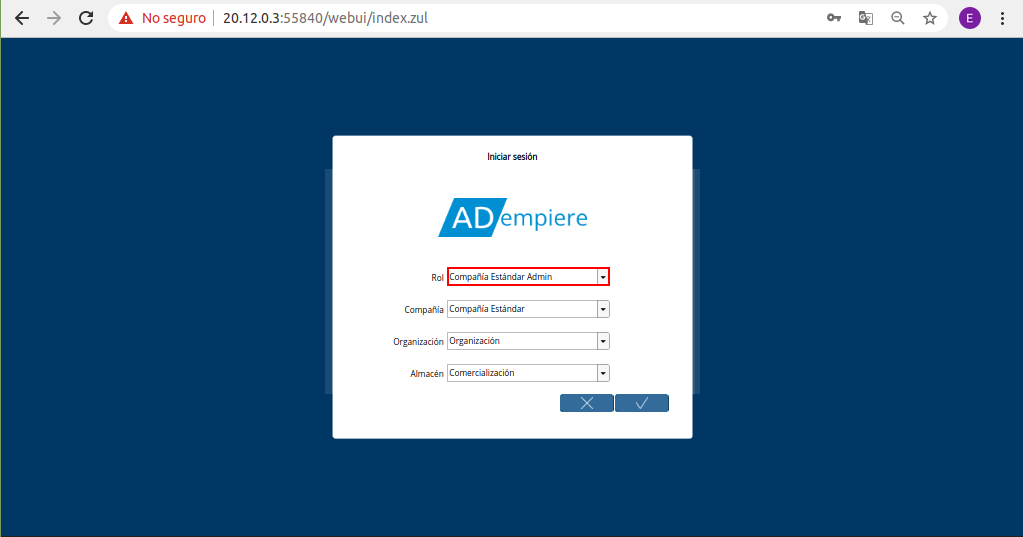 No seguro
20.12.0.3:55840/webui/index.zul
E
Iniciar sesión
ADempiere
Rol Compañía Estándar Admin
Compañía Compañía Estándar
Organización Organización
Almacén Comercialización